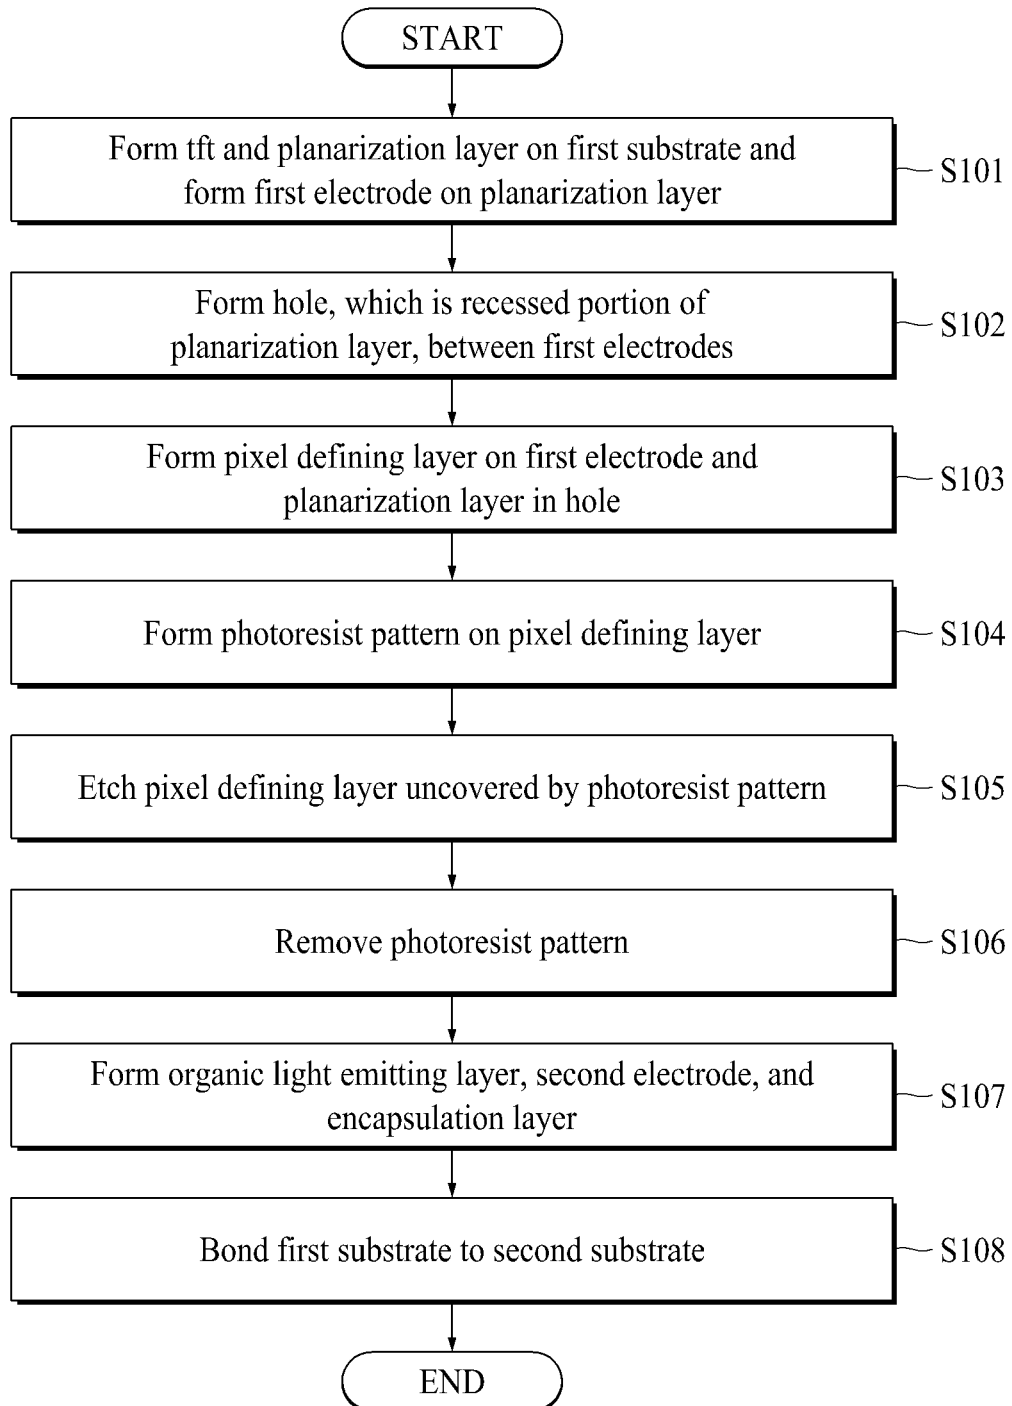 START
Form tft and planarization layer on first substrate and
form first electrode on planarization layer
S101
Form hole, which is recessed portion of
planarization layer, between first electrodes
S102
Form pixel defining layer on first electrode and
planarization layer in hole
S103
Form photoresist pattern on pixel defining layer
S104
Etch pixel defining layer uncovered by photoresist pattern
S105
Remove photoresist pattern
S106
Form organic light emitting layer, second electrode, and
encapsulation layer
S107
Bond first substrate to second substrate
S108
END